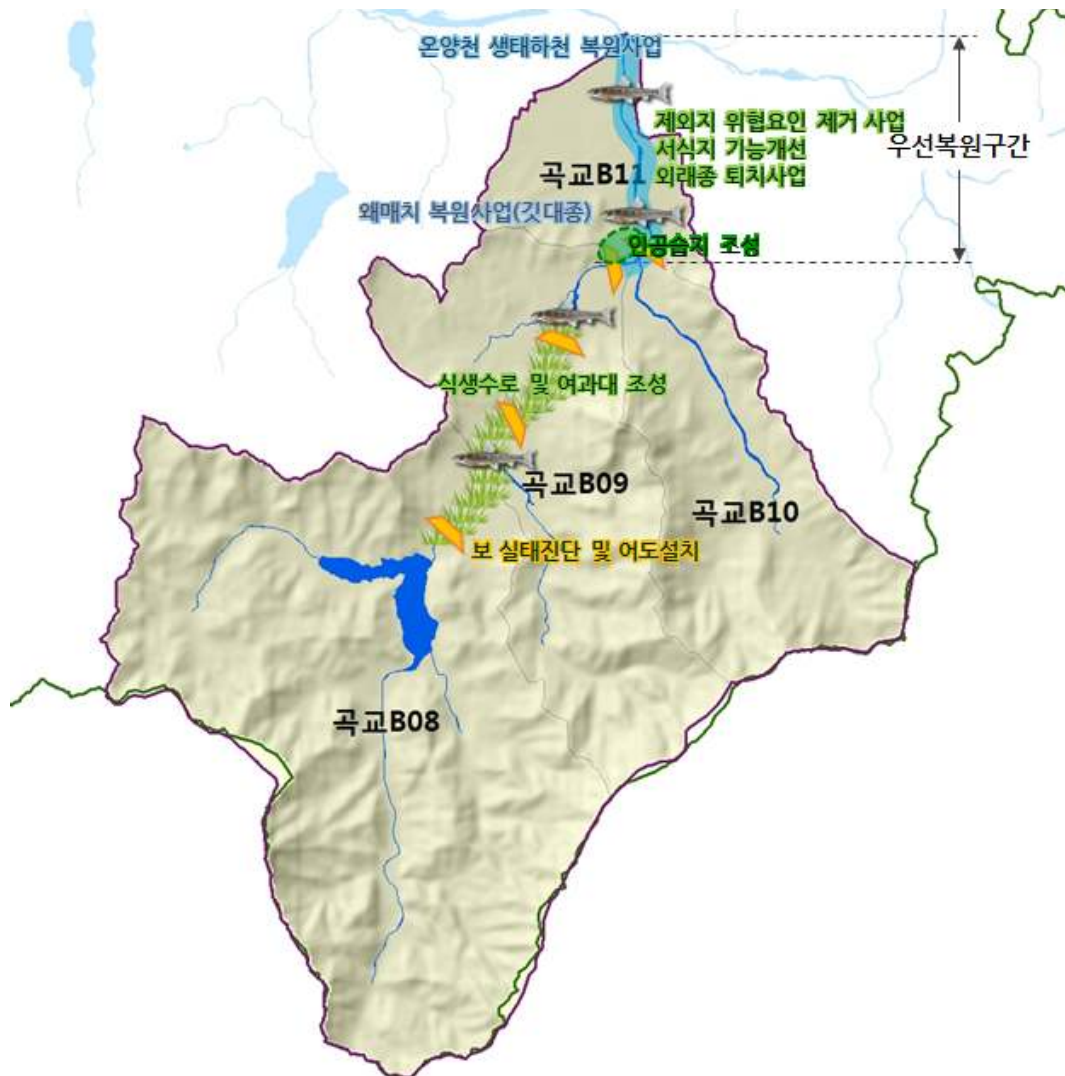 온양천 생태하천 복원사업
제외지 위협요인 제거 사업
서식지 기능개선
외래종 퇴치사업
우선복원구간
곡교B11
왜매치 복원사업(깃대종)
인공습지 조성
식생수로 및 여과대 조성
곡교B09
곡교B10
보 실태진단 및 어도설치
곡교B08